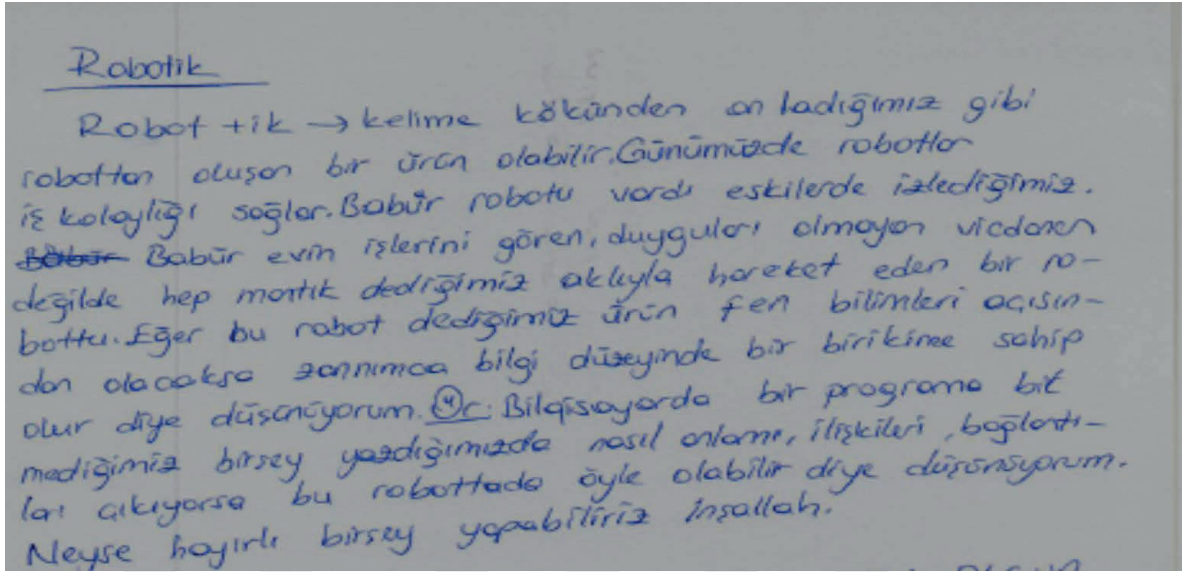 Robotik
Robot +ik → kelime kökünden anladığımız gibi
robottan oluşan bir ürün olabilir. Günümüzde robotlar
iş kolaylığı sağlar. Babür robotu vardı eskilerde izlediğimiz.
Babür Babür evin işlerini gören, duyguları olmayan vicdanen
değilde hep mantık dediğimiz aklıyla hareket eden bir ro-
bottu. Eğer bu robot dediğimiz ürün fen bilimleri açısın-
dan olacaksa zannımca bilgi düzeyinde bir birikime sahip
olur diye düşünüyorum. Ör: Bilgisayarda bir programa bil
mediğimiz birşey yazdığımızda nasıl anlamı, ilişkileri, bağlantı-
ları çıkıyorsa bu robottada öyle olabilir diye düşünüyorum.
Neyse hayırlı birşey yapabiliriz inşallah.